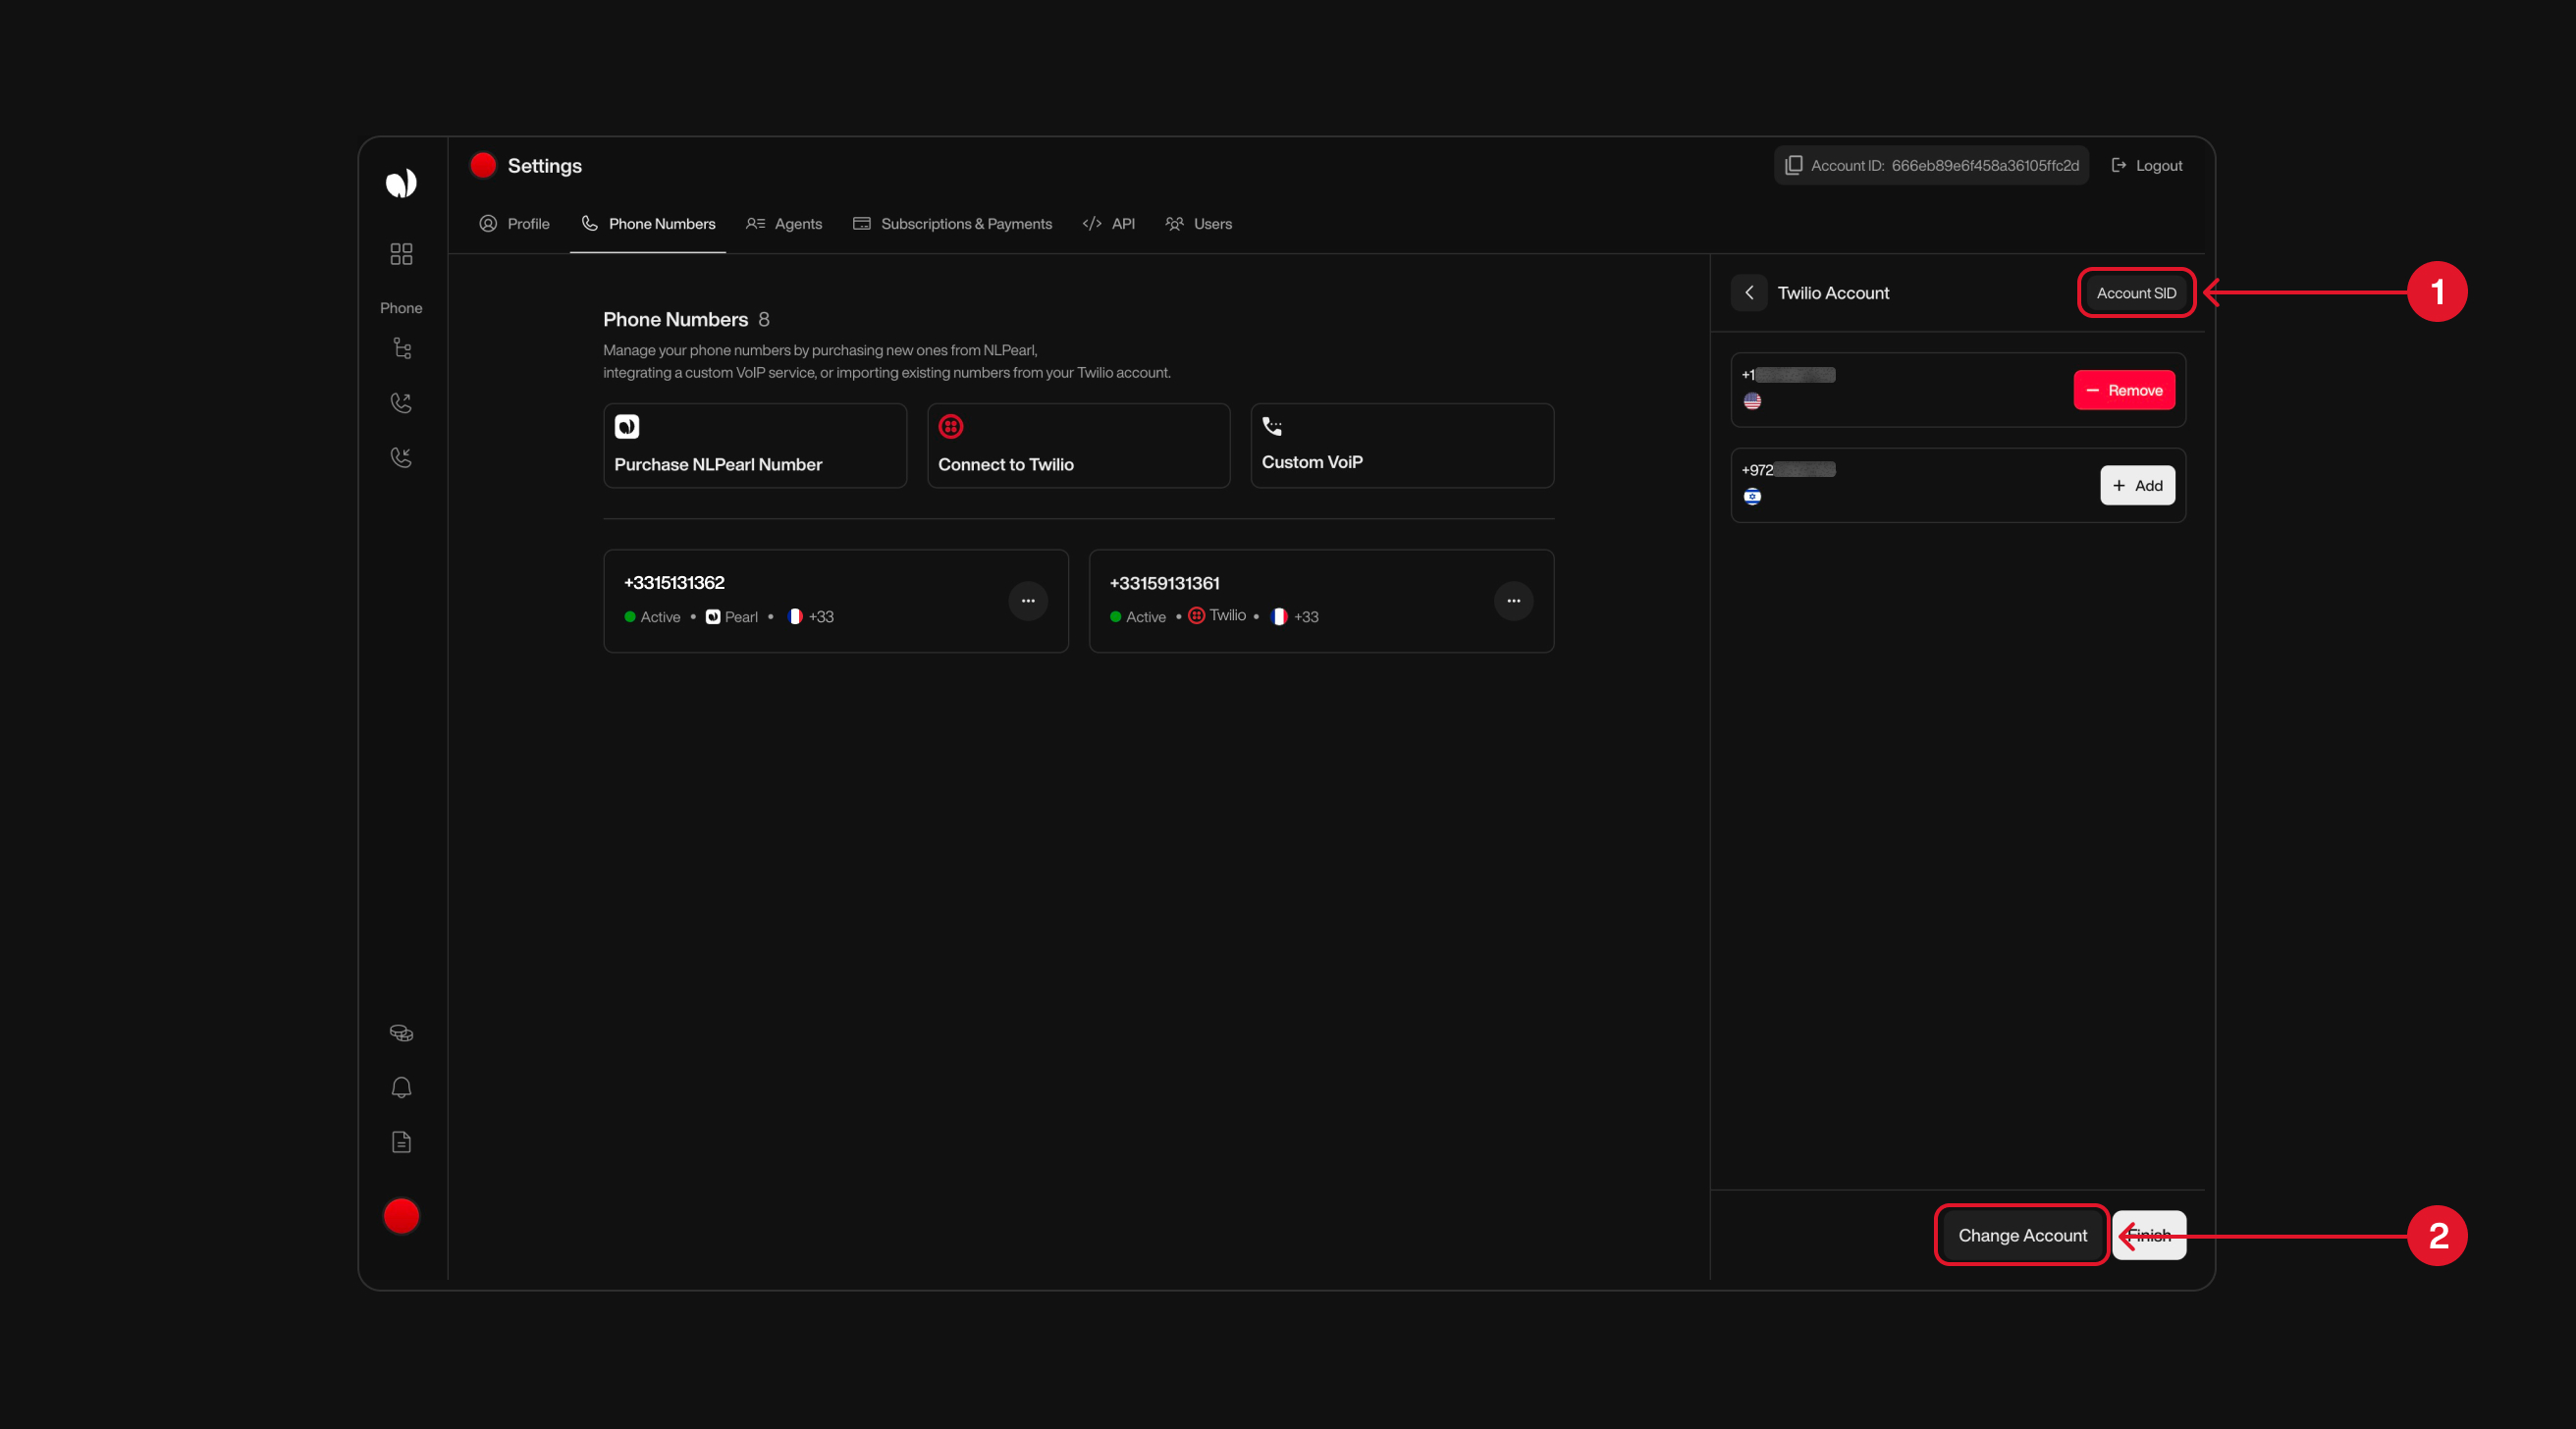 Settings
Account ID: 666eb89e6f458a36105ffc2d
Logout
Profile
Phone Numbers
Agents
Subscriptions & Payments
API
Users
Phone
Phone Numbers 8
Manage your phone numbers by purchasing new ones from NLPearl,
integrating a custom VoIP service, or importing existing numbers from your Twilio account.
Purchase NLPearl Number
Connect to Twilio
Custom VoiP
+3315131362
Active • Pearl • +33
+33159131361
Active • Twilio • +33
Twilio Account
Account SID
1
+1
Remove
+972
Add
Change Account
Finish
2